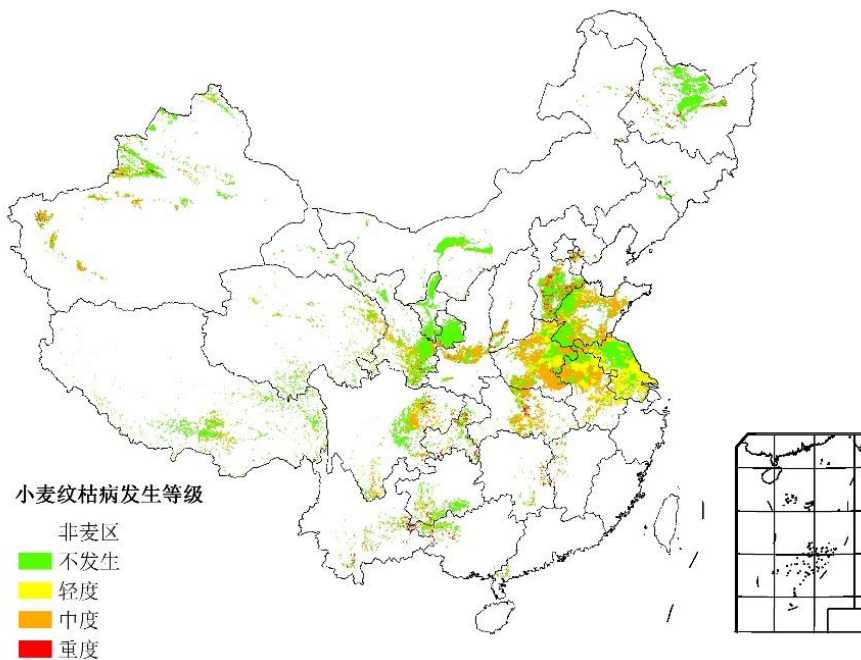 小麦纹枯病发生等级
非麦区
不发生
轻度
中度
重度